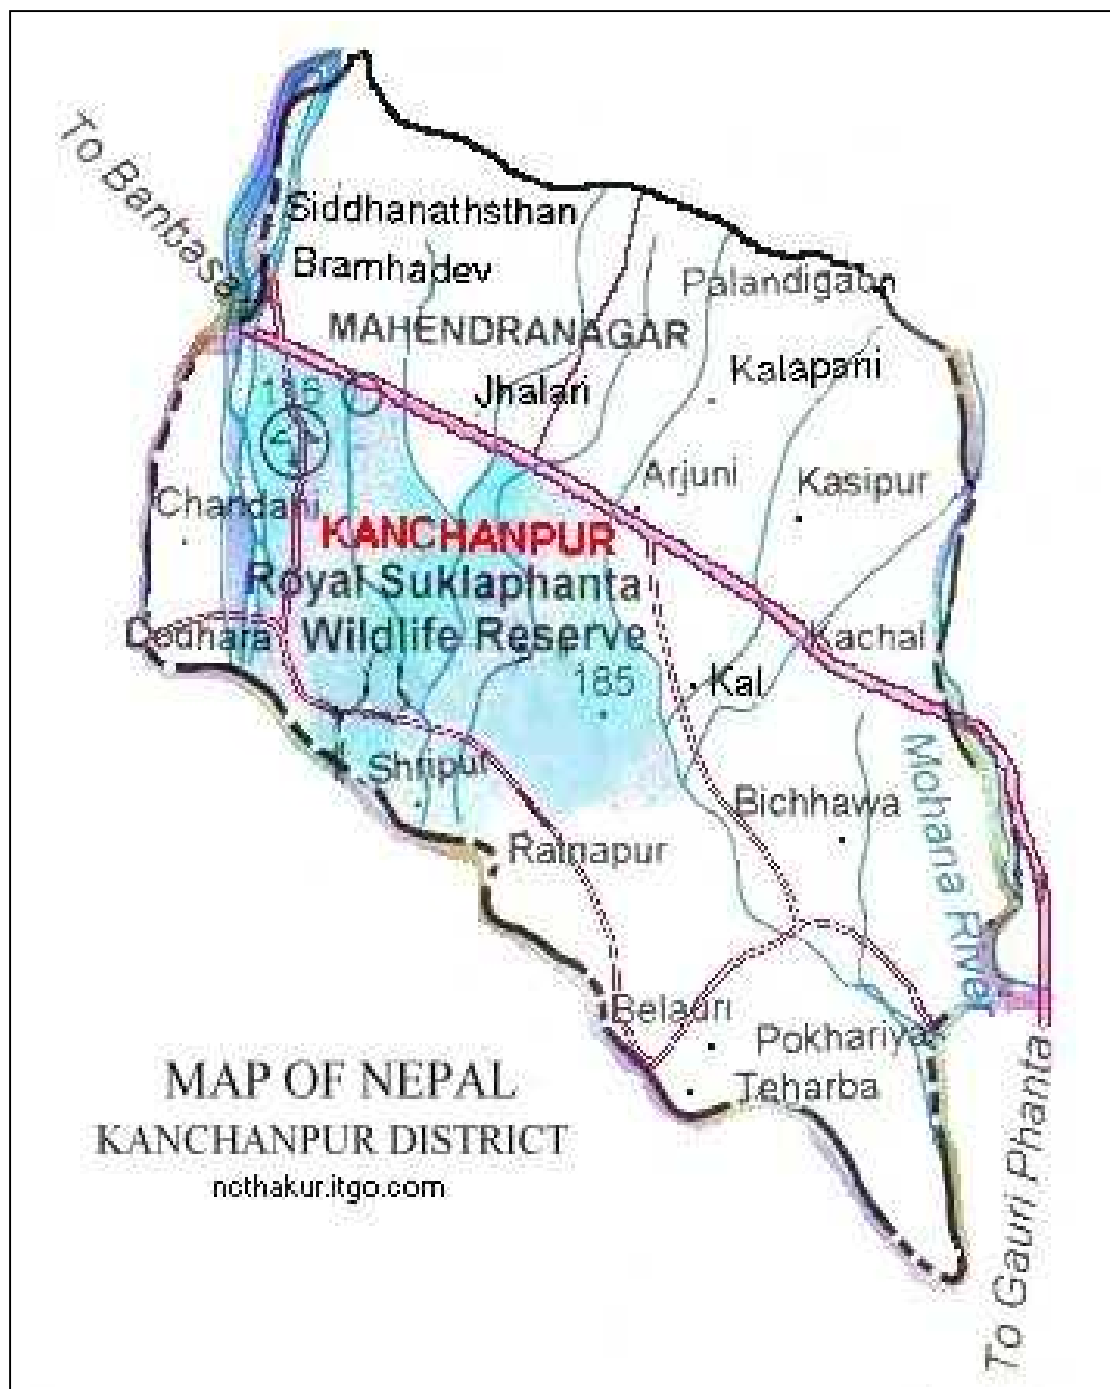 To Banbasa
Siddhanathsthan
Bramhadev
Palandigaon
MAHENDRANAGAR
Kalapani
Jhalari
Arjuni
Kasipur
Chandani
KANCHANPUR
Royal Suklaphanta
Wildlife Reserve
Dodhara
Kachal
185
Kal
Shripur
Mohana River
Bichhawa
Ratnapur
Belauri
Pokhariya
Teharba
MAP OF NEPAL
KANCHANPUR DISTRICT
ncthakur.itgo.com
To Gauri Phanta